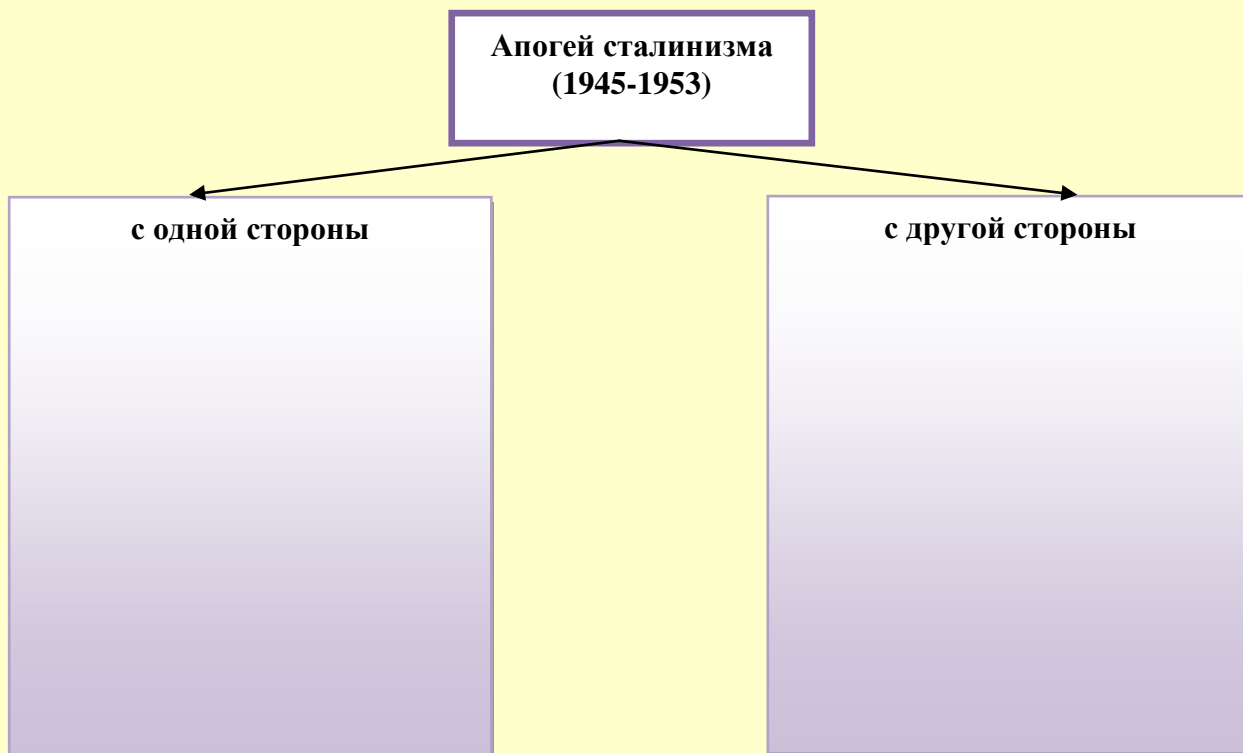 Апогей сталинизма
(1945-1953)
с одной стороны
с другой стороны